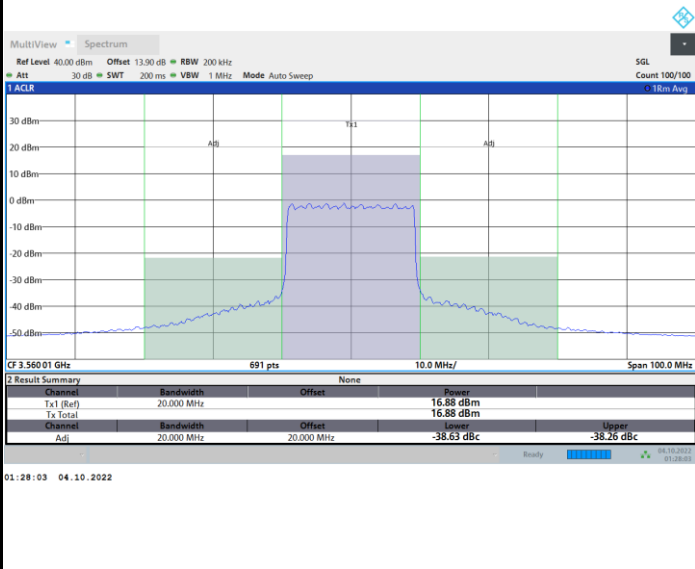 MultiView Spectrum
Ref Level 40.00 dBm Offset 13.90 dB RBW 200 kHz SGL
Att 30 dB SWT 200 ms VBW 1 MHz Mode Auto Sweep Count 100/100
1 ACLR 1Rm Avg
30 dBm
Tx1
20 dBm
Adj Adj
10 dBm
0 dBm
-10 dBm
-20 dBm
-30 dBm
-40 dBm
-50 dBm
CF 3.560 01 GHz 691 pts 10.0 MHz/ Span 100.0 MHz
2 Result Summary None
Channel Bandwidth Offset Power
Tx1 (Ref) 20.000 MHz 16.88 dBm
Tx Total 16.88 dBm
Channel Bandwidth Offset Lower Upper
Adj 20.000 MHz 20.000 MHz -38.63 dBc -38.26 dBc
Ready 04.10.2022
01:28:03
01:28:03 04.10.2022